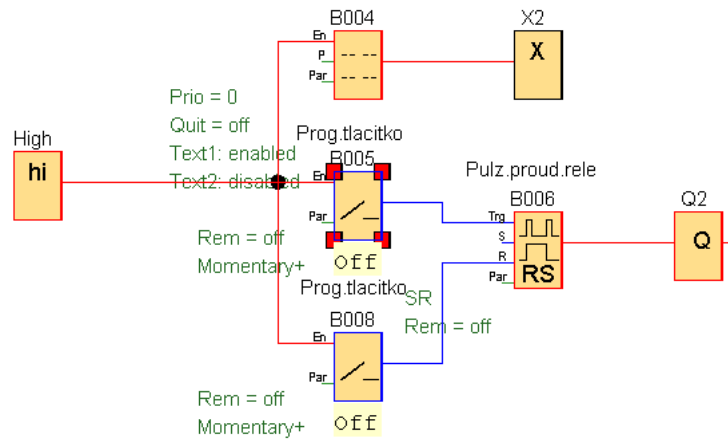 B004
X2
En
P
Par
X
Prio = 0
Quit = off
Text1: enabled
Text2: disabled
High
hi
Prog.tlacitko
B005
En
Par
off
Rem = off
Momentary+
Pulz.proud.rele
B006
Trg
S
R
Par
RS
SR
Rem = off
Q2
Q
Prog.tlacitko
B008
En
Par
off
Rem = off
Momentary+